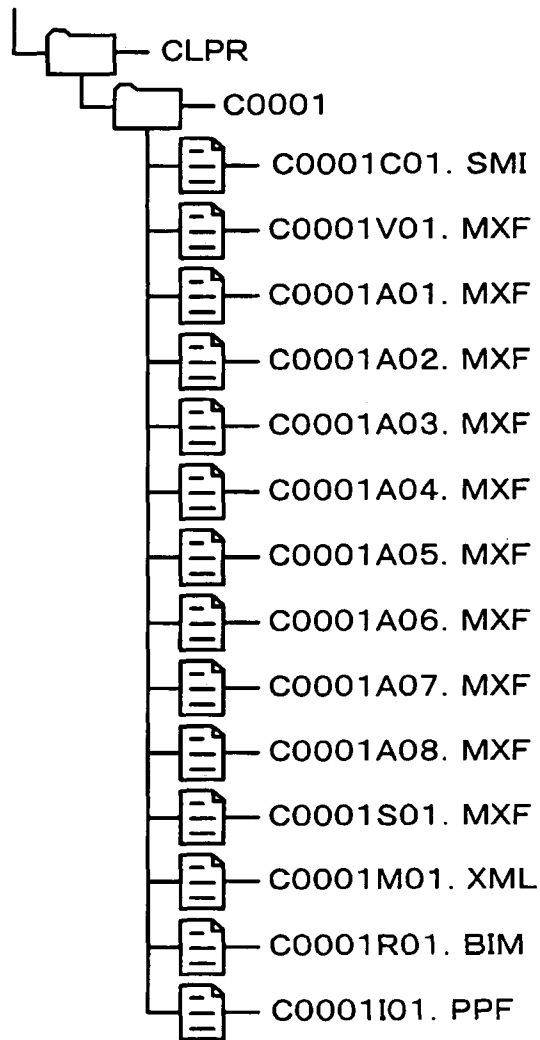 CLPR
C0001
C0001C01. SMI
C0001V01. MXF
C0001A01. MXF
C0001A02. MXF
C0001A03. MXF
C0001A04. MXF
C0001A05. MXF
C0001A06. MXF
C0001A07. MXF
C0001A08. MXF
C0001S01. MXF
C0001M01. XML
C0001R01. BIM
C0001I01. PPF